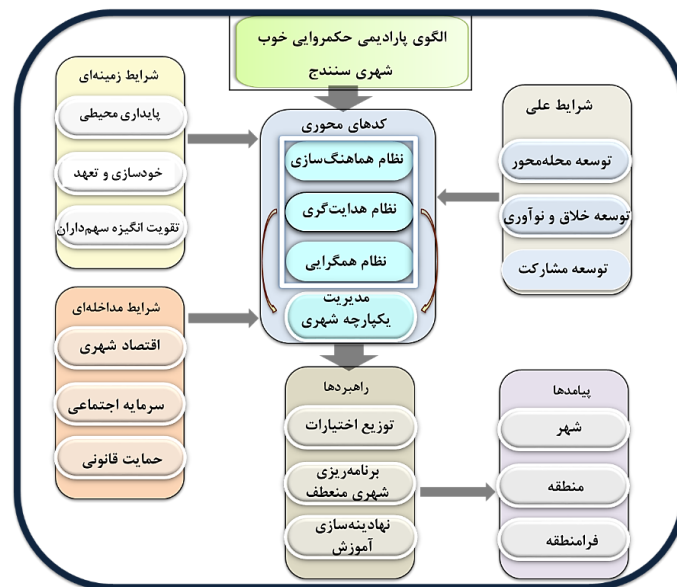 الگوی پارادیمی حکمروایی خوب
شهری سنندج
شرایط علی
توسعه محله‌محور
توسعه خلاق و نوآوری
توسعه مشارکت
کدهای محوری
نظام هماهنگ‌سازی
نظام هدایت‌گری
نظام همگرایی
مدیریت
یکپارچه شهری
شرایط زمینه‌ای
پایداری محیطی
خودسازی و تعهد
تقویت انگیزه سهم‌داران
شرایط مداخله‌ای
اقتصاد شهری
سرمایه اجتماعی
حمایت قانونی
راهبردها
توزیع اختیارات
برنامه‌ریزی
شهری منعطف
نهادینه‌سازی
آموزش
پیامدها
شهر
منطقه
فرامنطقه